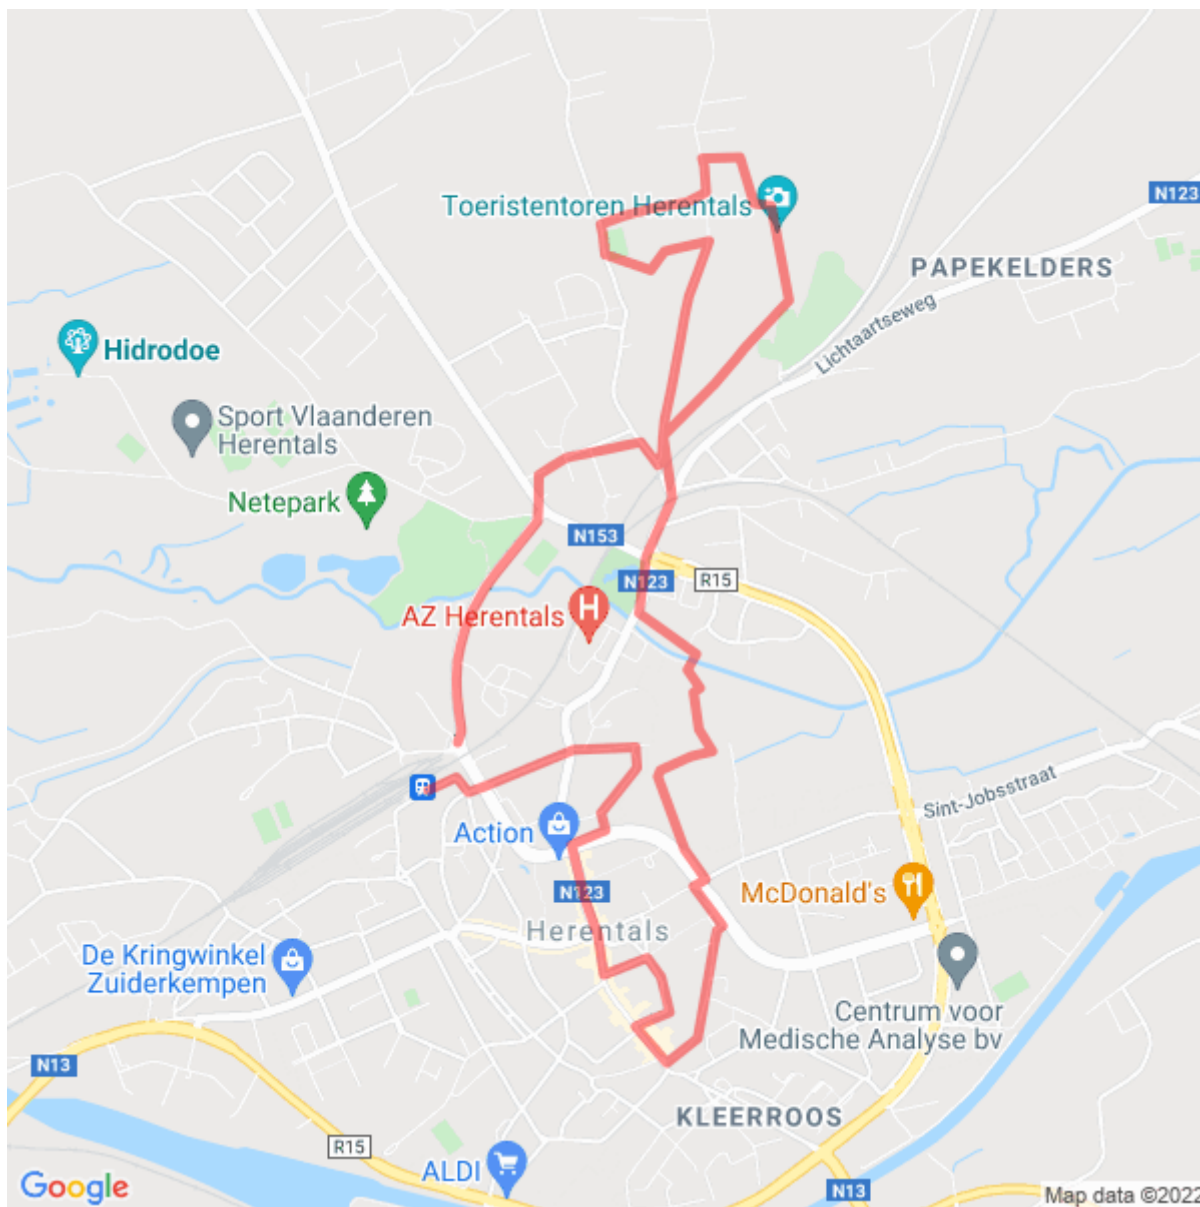 N123
Toeristentoren Herentals
PAPEKELDERS
Lichtaartseweg
Hidrodoe
Sport Vlaanderen
Herentals
Netepark
N153
N123
R15
AZ Herentals
H
Sint-Jobsstraat
Action
McDonald's
N123
Herentals
De Kringwinkel
Zuiderkempen
Centrum voor
Medische Analyse bv
N13
KLEERROOS
R15
ALDI
N13
Google
Map data ©2022